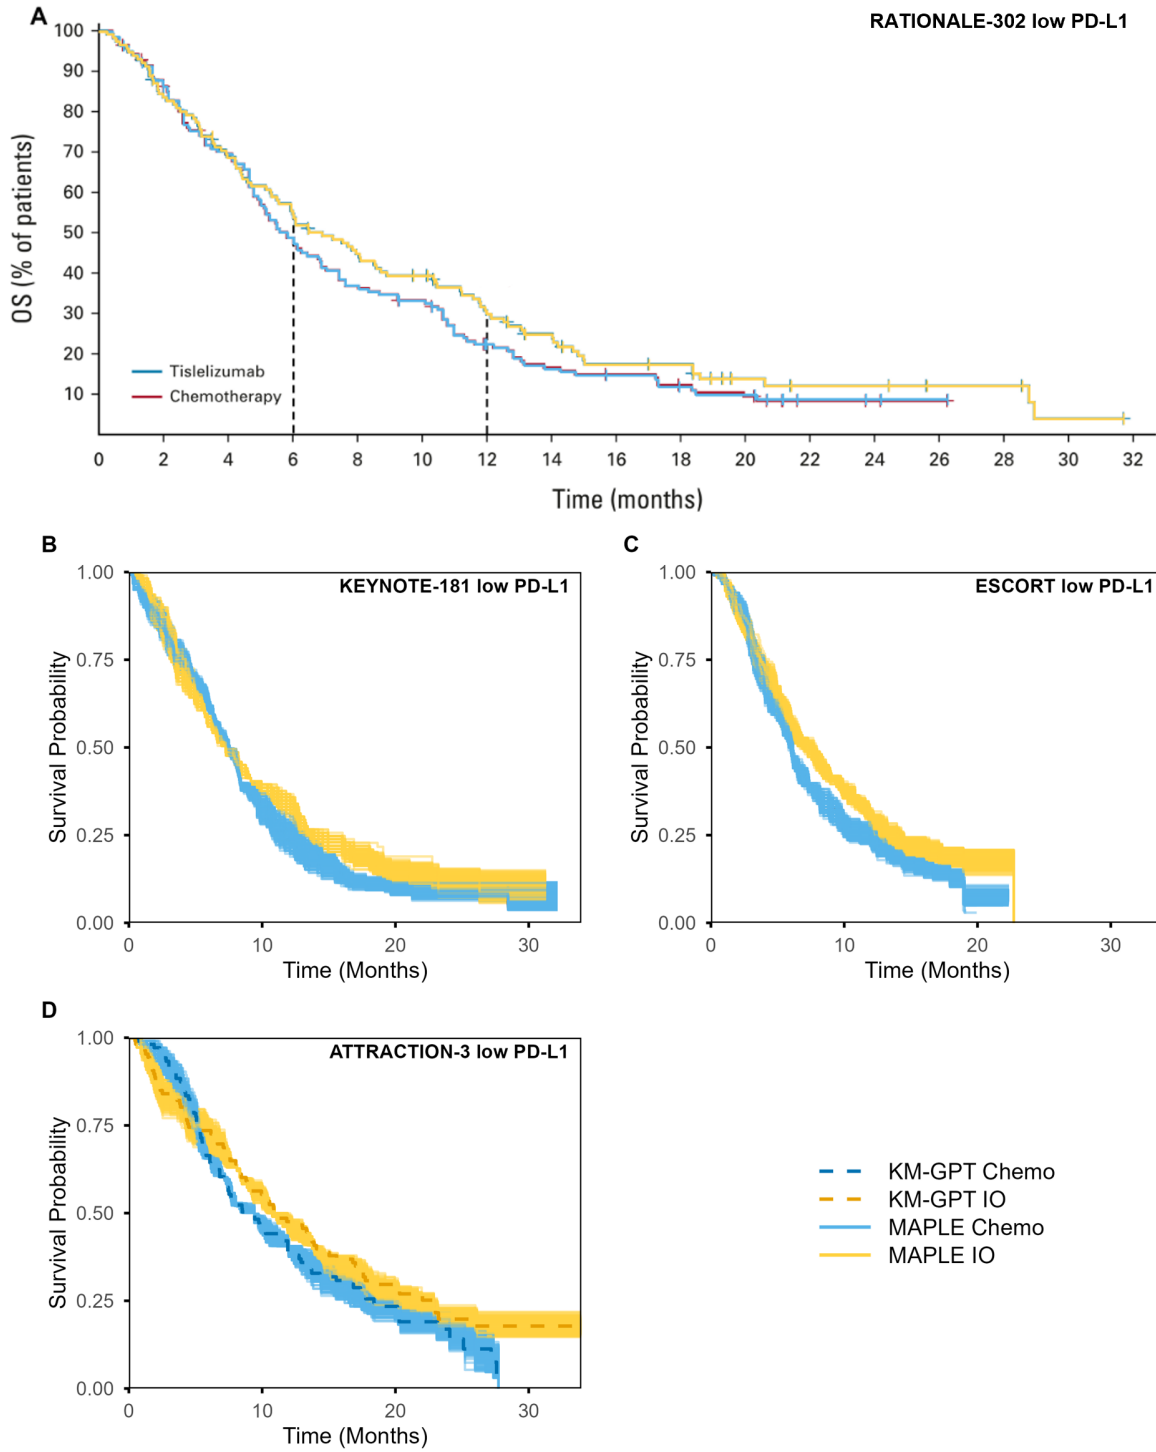 A
RATIONALE-302 low PD-L1
OS (% of patients)
100
90
80
70
60
50
40
30
20
10
Tislelizumab
Chemotherapy
0 2 4 6 8 10 12 14 16 18 20 22 24 26 28 30 32
Time (months)
B
KEYNOTE-181 low PD-L1
Survival Probability
1.00
0.75
0.50
0.25
0.00
0 10 20 30
Time (Months)
C
ESCORT low PD-L1
Survival Probability
1.00
0.75
0.50
0.25
0.00
0 10 20 30
Time (Months)
D
ATTRACTION-3 low PD-L1
Survival Probability
1.00
0.75
0.50
0.25
0.00
0 10 20 30
Time (Months)
KM-GPT Chemo
KM-GPT IO
MAPLE Chemo
MAPLE IO